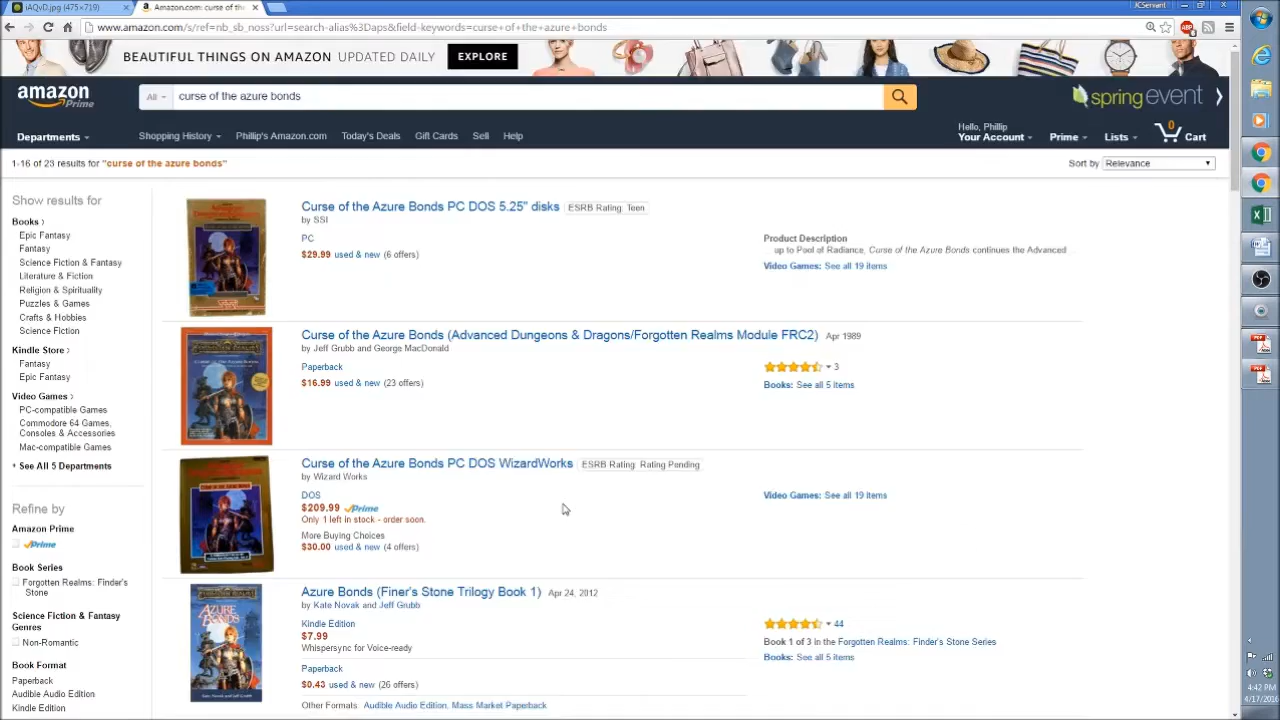 iAQvD.jpg (475×719)
Amazon.com: curse of the
JCServant
www.amazon.com/s/ref=nb_sb_noss?url=search-alias%3Daps&field-keywords=curse+of+the+azure+bonds
BEAUTIFUL THINGS ON AMAZON UPDATED DAILY EXPLORE
amazon Prime
All
curse of the azure bonds
spring event
Departments
Shopping History
Phillip's Amazon.com
Today's Deals
Gift Cards
Sell
Help
Hello, Phillip
Your Account
Prime
Lists
0
Cart
1-16 of 23 results for "curse of the azure bonds"
Sort by Relevance
Show results for
Books ›
Epic Fantasy
Fantasy
Science Fiction & Fantasy
Literature & Fiction
Religion & Spirituality
Puzzles & Games
Crafts & Hobbies
Science Fiction
Kindle Store ›
Fantasy
Epic Fantasy
Video Games ›
PC-compatible Games
Commodore 64 Games,
Consoles & Accessories
Mac-compatible Games
+ See All 5 Departments
Refine by
Amazon Prime
Prime
Book Series
Forgotten Realms: Finder's
Stone
Science Fiction & Fantasy
Genres
Non-Romantic
Book Format
Paperback
Audible Audio Edition
Kindle Edition
Curse of the Azure Bonds PC DOS 5.25" disks ESRB Rating: Teen
by SSI
PC
$29.99 used & new (6 offers)
Product Description
up to Pool of Radiance, Curse of the Azure Bonds continues the Advanced
Video Games: See all 19 items
Curse of the Azure Bonds (Advanced Dungeons & Dragons/Forgotten Realms Module FRC2) Apr 1989
by Jeff Grubb and George MacDonald
Paperback
$16.99 used & new (23 offers)
3
Books: See all 5 items
Curse of the Azure Bonds PC DOS WizardWorks ESRB Rating: Rating Pending
by Wizard Works
DOS
$209.99 Prime
Only 1 left in stock - order soon.
More Buying Choices
$30.00 used & new (4 offers)
Video Games: See all 19 items
Azure Bonds (Finer's Stone Trilogy Book 1) Apr 24, 2012
by Kate Novak and Jeff Grubb
Kindle Edition
$7.99
Whispersync for Voice-ready
Paperback
$0.43 used & new (26 offers)
Other Formats: Audible Audio Edition, Mass Market Paperback
44
Book 1 of 3 in the Forgotten Realms: Finder's Stone Series
Books: See all 5 items
AZURE
BONDS
4:42 PM